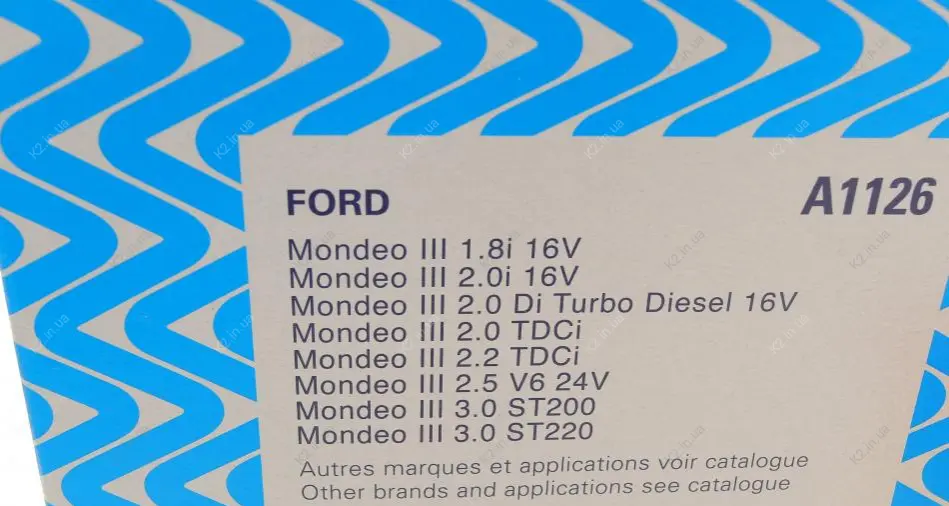 FORD
A1126
Mondeo III 1.8i 16V
Mondeo III 2.0i 16V
Mondeo III 2.0 Di Turbo Diesel 16V
Mondeo III 2.0 TDCi
Mondeo III 2.2 TDCi
Mondeo III 2.5 V6 24V
Mondeo III 3.0 ST200
Mondeo III 3.0 ST220
Autres marques et applications voir catalogue
Other brands and applications see catalogue
K2.in.ua